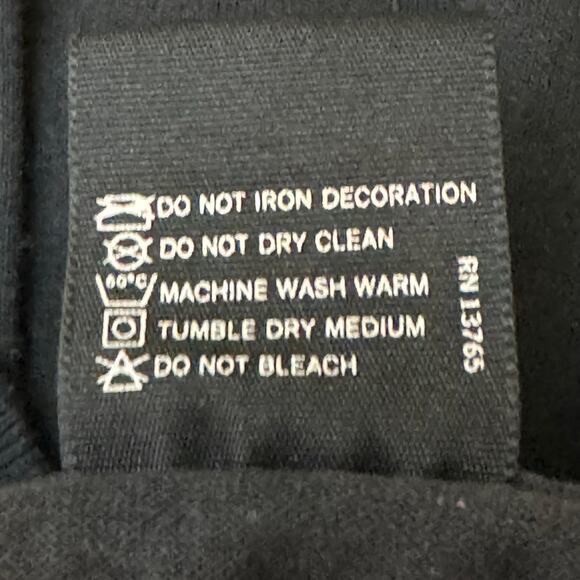 DO NOT IRON DECORATION
DO NOT DRY CLEAN
60°C
MACHINE WASH WARM
TUMBLE DRY MEDIUM
DO NOT BLEACH
RN 13765